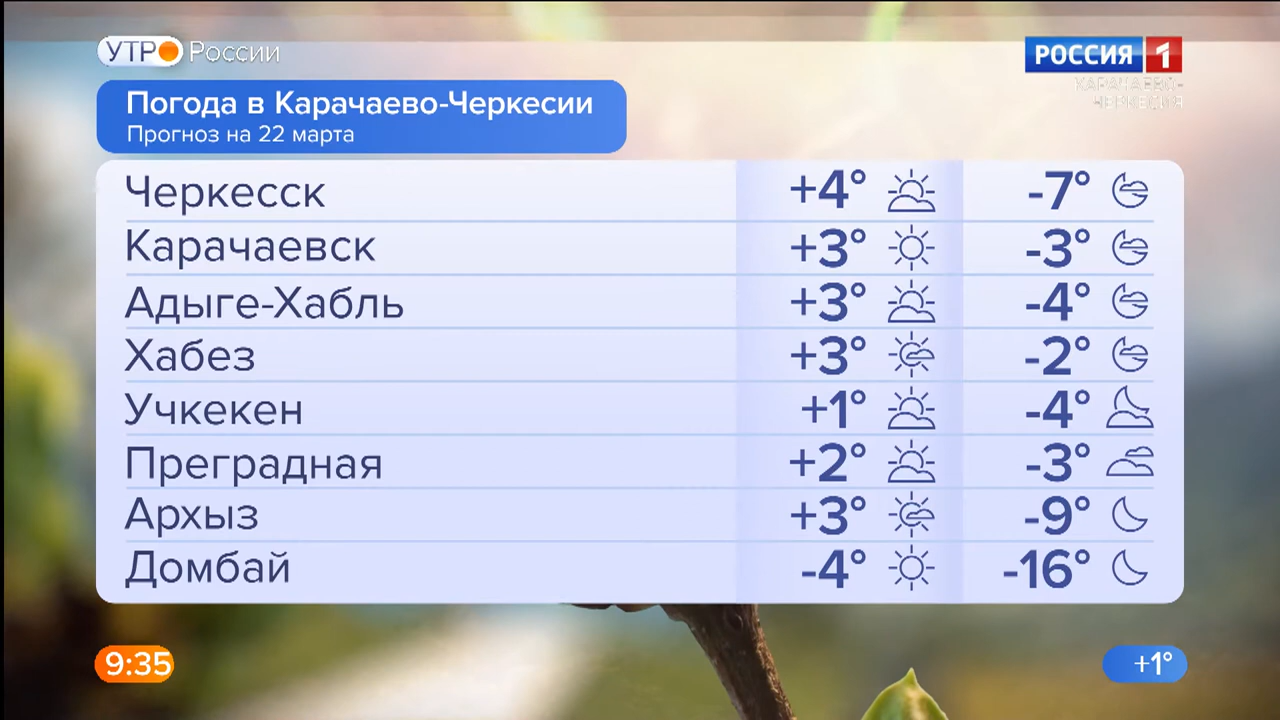 УТРО России
РОССИЯ 1
КАРАЧАЕВО-
ЧЕРКЕСИЯ
Погода в Карачаево-Черкесии
Прогноз на 22 марта
Черкесск +4° -7°
Карачаевск +3° -3°
Адыге-Хабль +3° -4°
Хабез +3° -2°
Учкекен +1° -4°
Преградная +2° -3°
Архыз +3° -9°
Домбай -4° -16°
9:35 +1°